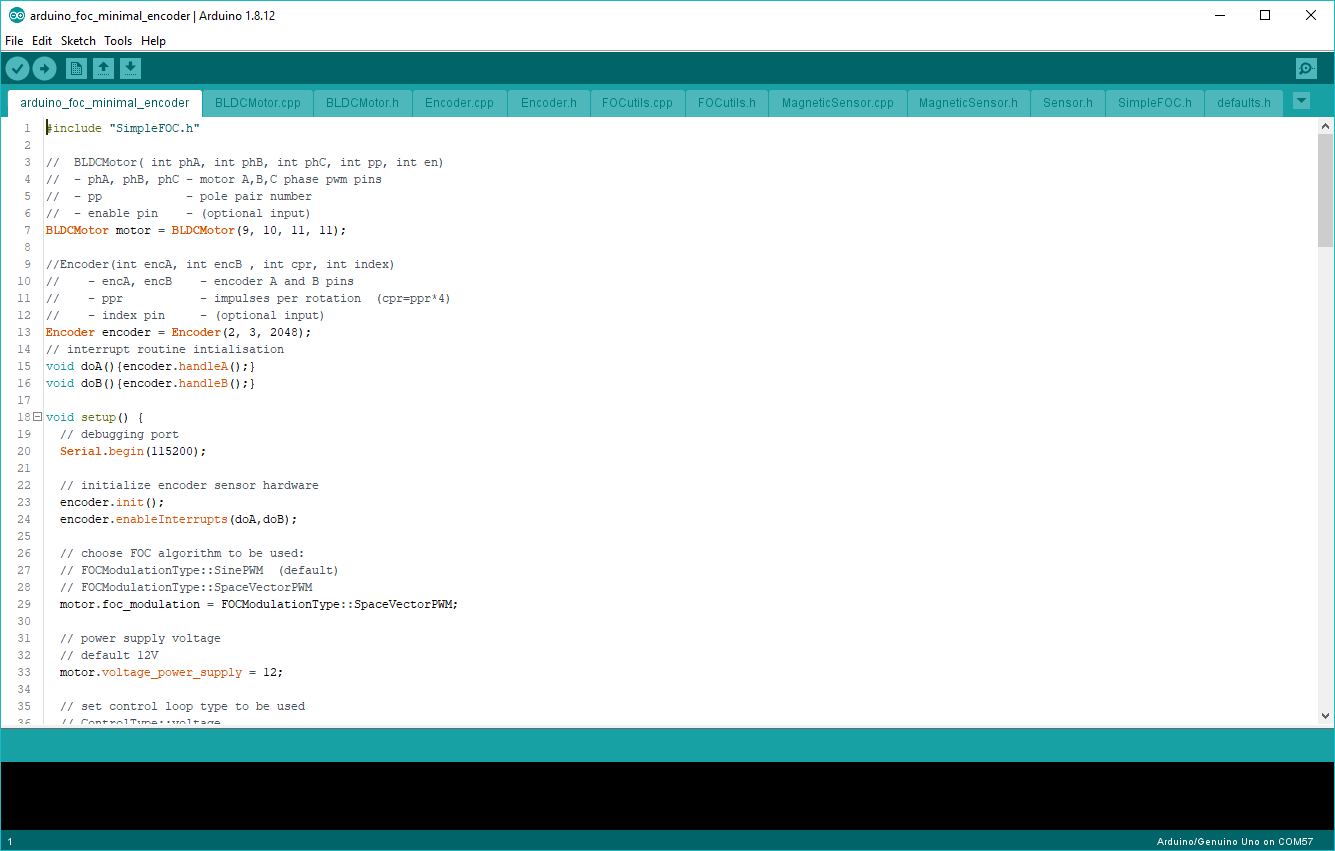 arduino_foc_minimal_encoder | Arduino 1.8.12
File Edit Sketch Tools Help
arduino_foc_minimal_encoder BLDCMotor.cpp BLDCMotor.h Encoder.cpp Encoder.h FOCutils.cpp FOCutils.h MagneticSensor.cpp MagneticSensor.h Sensor.h SimpleFOC.h defaults.h
1 #include "SimpleFOC.h"
2
3 //  BLDCMotor( int phA, int phB, int phC, int pp, int en)
4 //  - phA, phB, phC - motor A,B,C phase pwm pins
5 //  - pp            - pole pair number
6 //  - enable pin    - (optional input)
7 BLDCMotor motor = BLDCMotor(9, 10, 11, 11);
8
9 //Encoder(int encA, int encB , int cpr, int index)
10 //    - encA, encB    - encoder A and B pins
11 //    - ppr           - impulses per rotation  (cpr=ppr*4)
12 //    - index pin     - (optional input)
13 Encoder encoder = Encoder(2, 3, 2048);
14 // interrupt routine intialisation
15 void doA(){encoder.handleA();}
16 void doB(){encoder.handleB();}
17
18 void setup() {
19   // debugging port
20   Serial.begin(115200);
21
22   // initialize encoder sensor hardware
23   encoder.init();
24   encoder.enableInterrupts(doA,doB);
25
26   // choose FOC algorithm to be used:
27   // FOCModulationType::SinePWM  (default)
28   // FOCModulationType::SpaceVectorPWM
29   motor.foc_modulation = FOCModulationType::SpaceVectorPWM;
30
31   // power supply voltage
32   // default 12V
33   motor.voltage_power_supply = 12;
34
35   // set control loop type to be used
36   // ControlType::voltage
1 Arduino/Genuino Uno on COM57